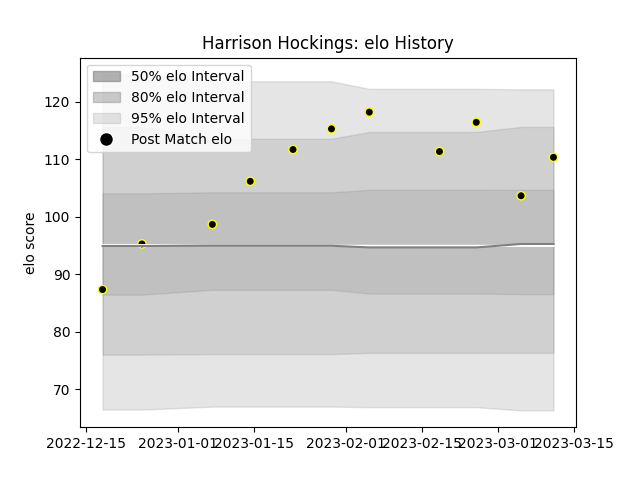 Harrison Hockings: elo History
50% elo Interval
80% elo Interval
95% elo Interval
Post Match elo
elo score
120
110
100
90
80
70
2022-12-15 2023-01-01 2023-01-15 2023-02-01 2023-02-15 2023-03-01 2023-03-15